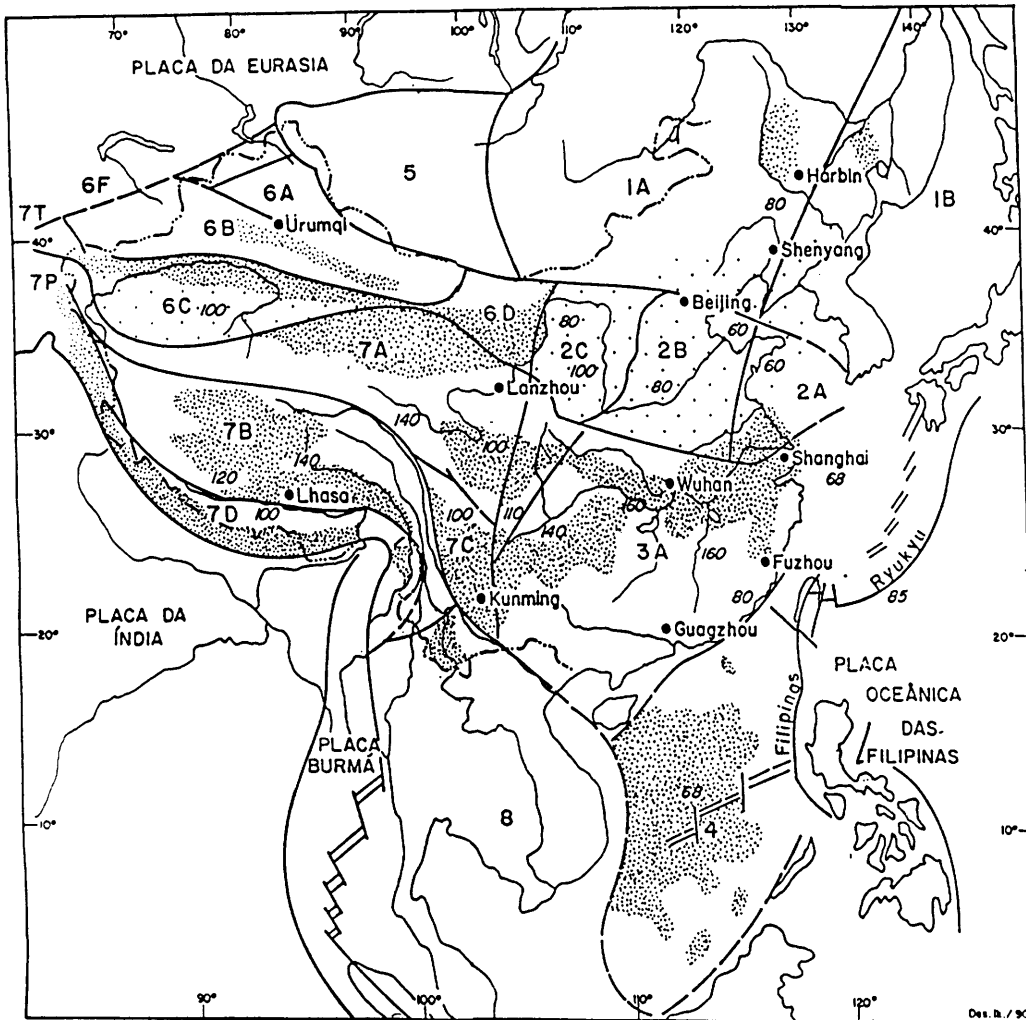 70°
80°
90°
100°
110°
120°
130°
140°
PLACA DA EURASIA
5
1A
Harbin
6F
6A
80
1B
7T
6B
Urumqi
40°
40°
Shenyang
7P
6C
100
6D
80
Beijing
60
7A
2C
2B
100
60
Lanzhou
80
2A
140
30°
7B
100
30°
140
Shanghai
120
Wuhan
68
Lhasa
100
110
160
7D
100
140
7C
3A
160
Fuzhou
Ryukyu
Kunming
80
85
PLACA DA
ÍNDIA
20°
Guagzhou
20°
PLACA
OCEÂNICA
DAS
FILIPINAS
Filipinas
PLACA
BURMÁ
68
8
4
10°
10°
90°
100°
110°
120°